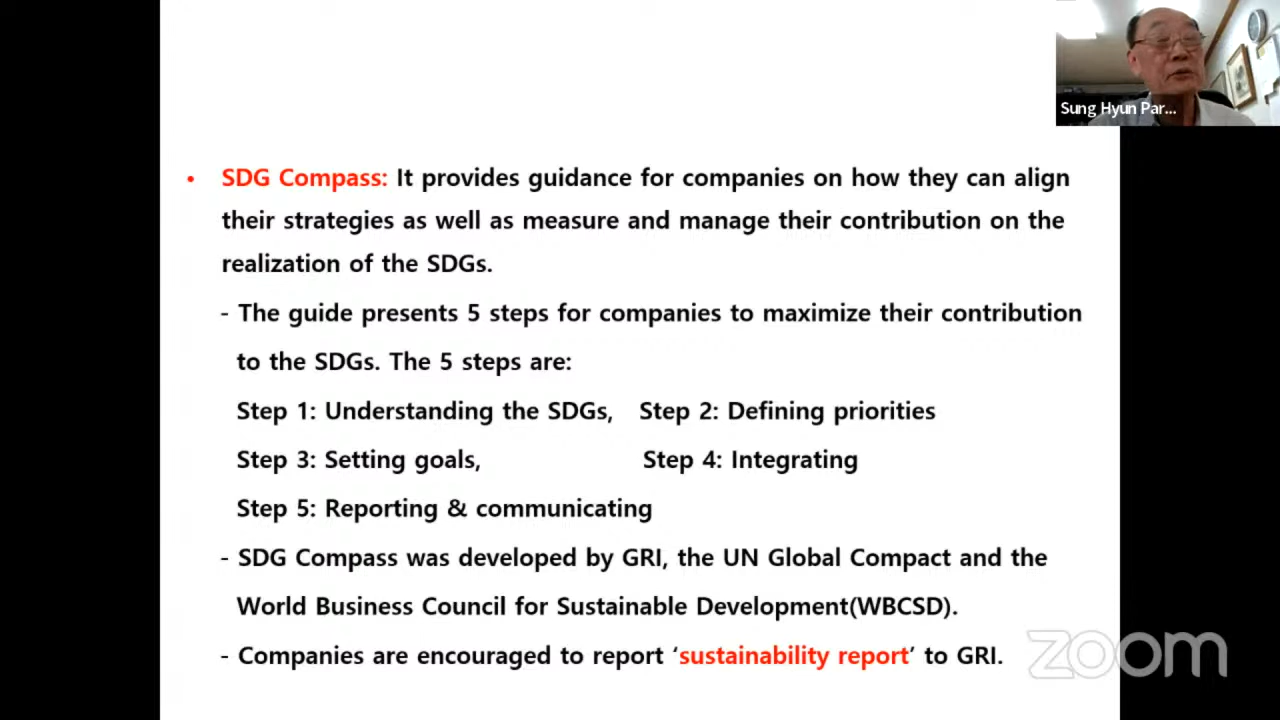 Sung Hyun Par...
• SDG Compass: It provides guidance for companies on how they can align
their strategies as well as measure and manage their contribution on the
realization of the SDGs.
- The guide presents 5 steps for companies to maximize their contribution
to the SDGs. The 5 steps are:
Step 1: Understanding the SDGs, Step 2: Defining priorities
Step 3: Setting goals, Step 4: Integrating
Step 5: Reporting & communicating
- SDG Compass was developed by GRI, the UN Global Compact and the
World Business Council for Sustainable Development(WBCSD).
- Companies are encouraged to report ‘sustainability report’ to GRI.
zoom